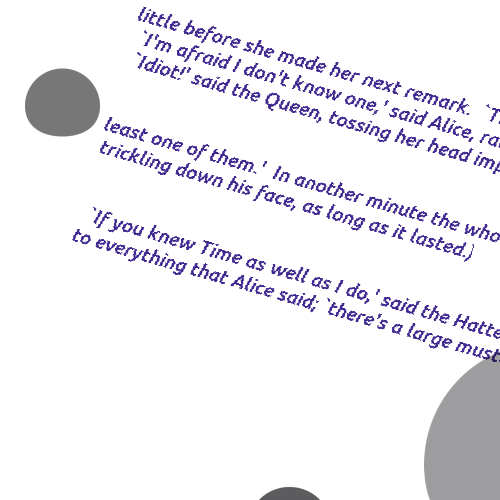 little before she made her next remark. `T
`I'm afraid I don't know one,' said Alice, ra
`Idiot!' said the Queen, tossing her head imp
least one of them.' In another minute the who
trickling down his face, as long as it lasted.)
`If you knew Time as well as I do,' said the Hatte
to everything that Alice said; `there's a large must